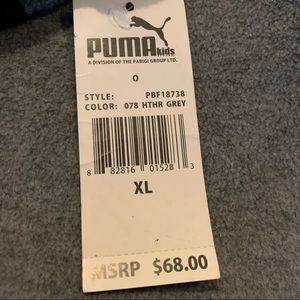 PUMA kids
A DIVISION OF THE PARIGI GROUP LTD.
0
STYLE: PBF18738
COLOR: 078 HTHR GREY
8 82816 01528 3
XL
MSRP $68.00